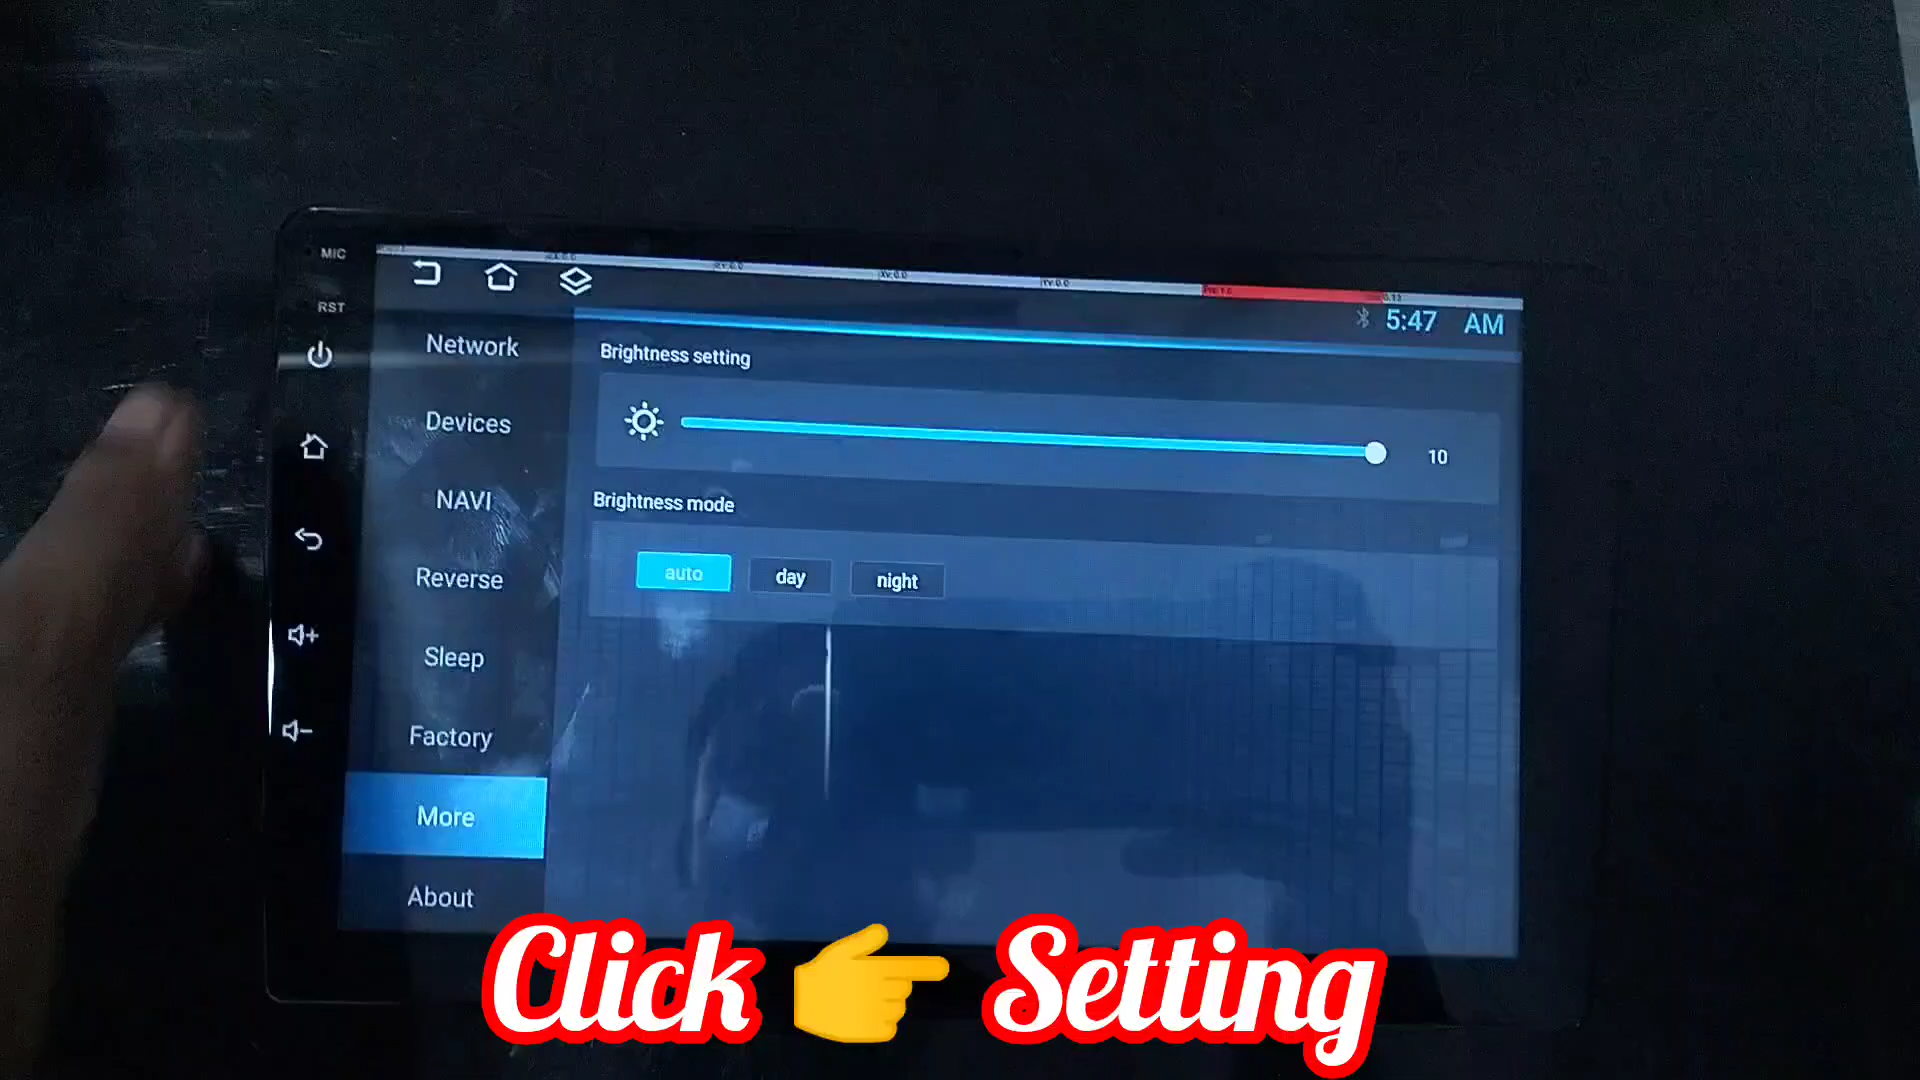 MIC
RST
5:47 AM
Network
Devices
NAVI
Reverse
Sleep
Factory
More
About
Brightness setting
10
Brightness mode
auto
day
night
Click 👉 Setting